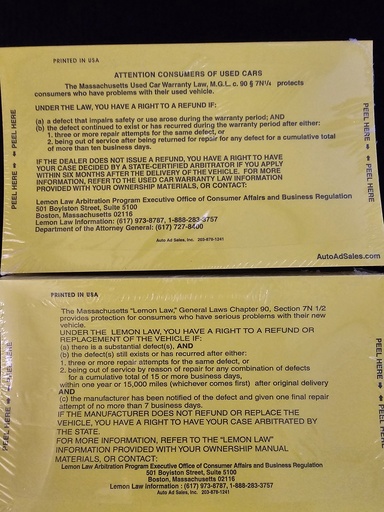 PRINTED IN USA
ATTENTION CONSUMERS OF USED CARS
The Massachusetts Used Car Warranty Law, M.G.L. c. 90 § 7N¼ protects
consumers who have problems with their used vehicle.
UNDER THE LAW, YOU HAVE A RIGHT TO A REFUND IF:
(a) a defect that impairs safety or use arose during the warranty period; AND
(b) the defect continued to exist or has recurred during the warranty period after either:
1. three or more repair attempts for the same defect, or
2. being out of service after being returned for repair for any defect for a cumulative total
of more than ten business days.
IF THE DEALER DOES NOT ISSUE A REFUND, YOU HAVE A RIGHT TO HAVE
YOUR CASE DECIDED BY A STATE-CERTIFIED ARBITRATOR IF YOU APPLY
WITHIN SIX MONTHS AFTER THE DELIVERY OF THE VEHICLE. FOR MORE
INFORMATION, REFER TO THE USED CAR WARRANTY LAW INFORMATION
PROVIDED WITH YOUR OWNERSHIP MATERIALS, OR CONTACT:
Lemon Law Arbitration Program Executive Office of Consumer Affairs and Business Regulation
501 Boylston Street, Suite 5100
Boston, Massachusetts 02116
Lemon Law Information: (617) 973-8787, 1-888-283-3757
Department of the Attorney General: (617) 727-8400
Auto Ad Sales, Inc. 203-879-1241
AutoAdSales.com
PEEL HERE PEEL HERE
PEEL HERE PEEL HERE
PRINTED IN USA
The Massachusetts "Lemon Law," General Laws Chapter 90, Section 7N 1/2
provides protection for consumers who have serious problems with their new
vehicle.
UNDER THE LEMON LAW, YOU HAVE A RIGHT TO A REFUND OR
REPLACEMENT OF THE VEHICLE IF:
(a) there is a substantial defect(s), AND
(b) the defect(s) still exists or has recurred after either:
1. three or more repair attempts for the same defect, or
2. being out of service by reason of repair for any combination of defects
for a cumulative total of 15 or more business days,
within one year or 15,000 miles (whichever comes first) after original delivery
AND
(c) the manufacturer has been notified of the defect and given one final repair
attempt of no more than 7 business days.
IF THE MANUFACTURER DOES NOT REFUND OR REPLACE THE
VEHICLE, YOU HAVE A RIGHT TO HAVE YOUR CASE ARBITRATED BY
THE STATE.
FOR MORE INFORMATION, REFER TO THE "LEMON LAW"
INFORMATION PROVIDED WITH YOUR OWNERSHIP MANUAL
MATERIALS, OR CONTACT:
Lemon Law Arbitration Program Executive Office of Consumer Affairs and Business Regulation
501 Boylston Street, Suite 5100
Boston, Massachusetts 02116
Lemon Law information : (617) 973-8787, 1-888-283-3757
Auto Ad Sales, Inc. 203-879-1241
PEEL HERE PEEL HERE
PEEL HERE PEEL HERE